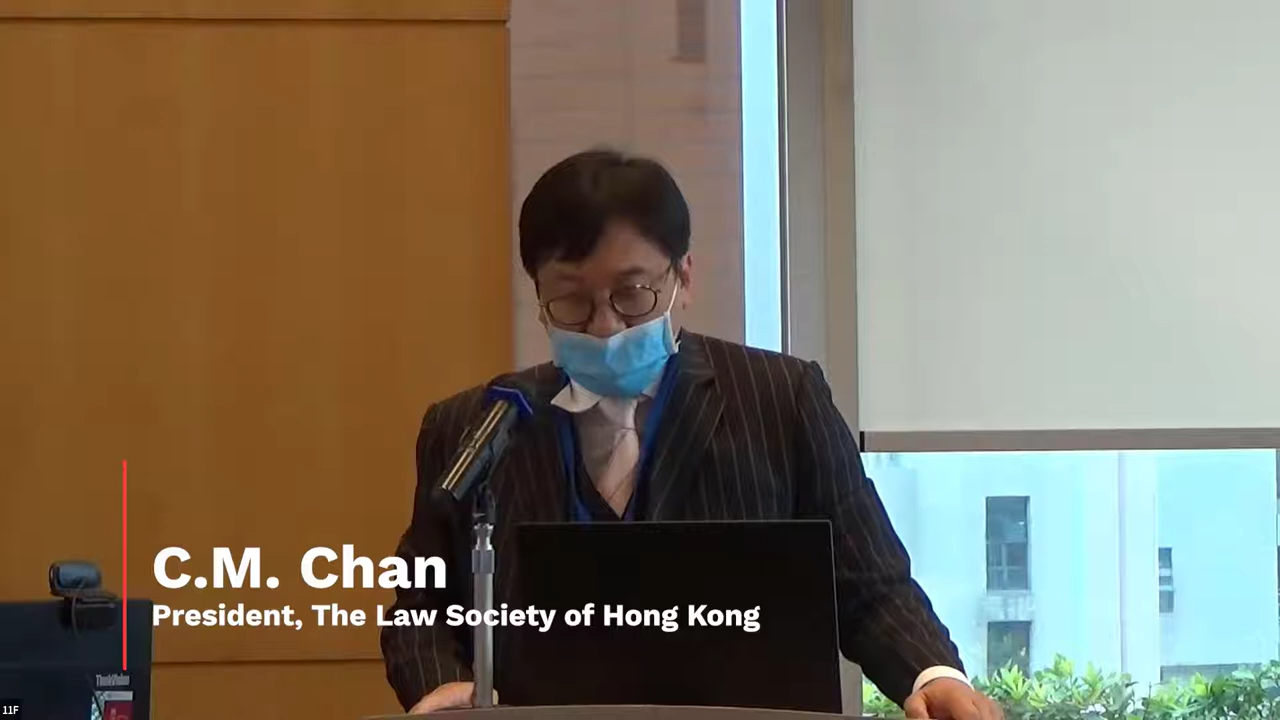 C.M. Chan
President, The Law Society of Hong Kong
ThinkVision
11F